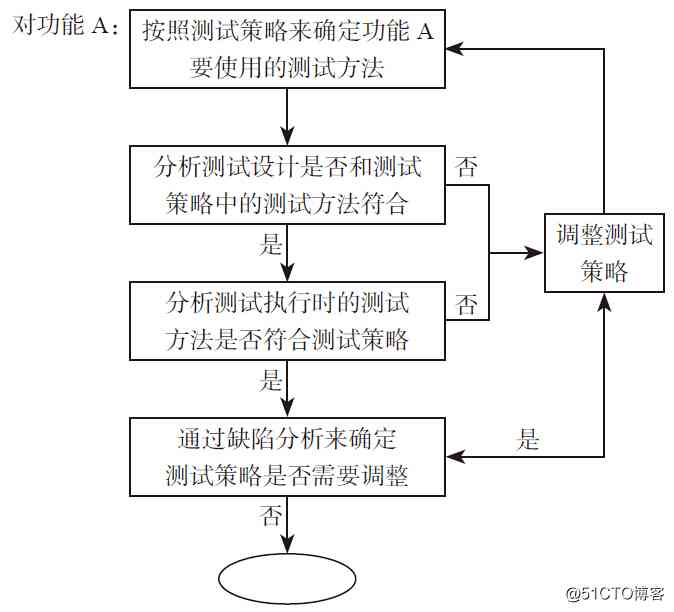 对功能 A：
按照测试策略来确定功能 A
要使用的测试方法
分析测试设计是否和测试
策略中的测试方法符合
否
是
调整测试
策略
分析测试执行时的测试
方法是否符合测试策略
否
是
通过缺陷分析来确定
测试策略是否需要调整
是
否
@51CTO博客